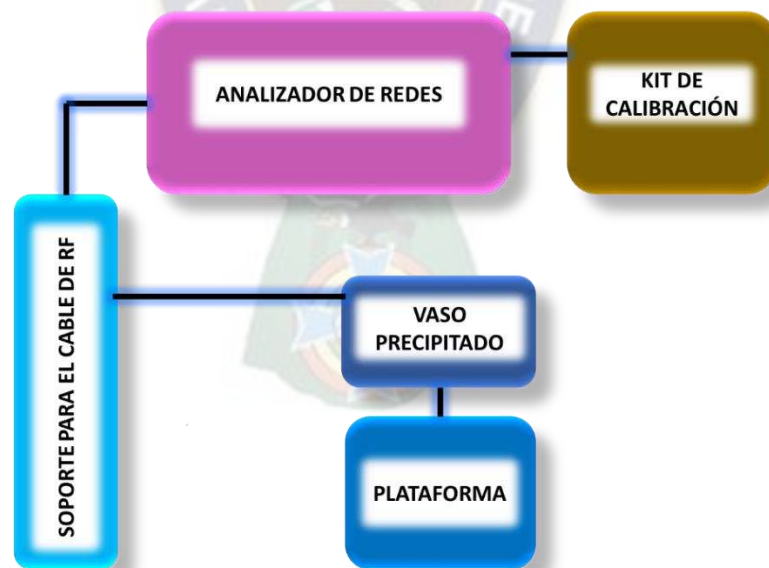 ANALIZADOR DE REDES
KIT DE
CALIBRACIÓN
SOPORTE PARA EL CABLE DE RF
VASO
PRECIPITADO
PLATAFORMA